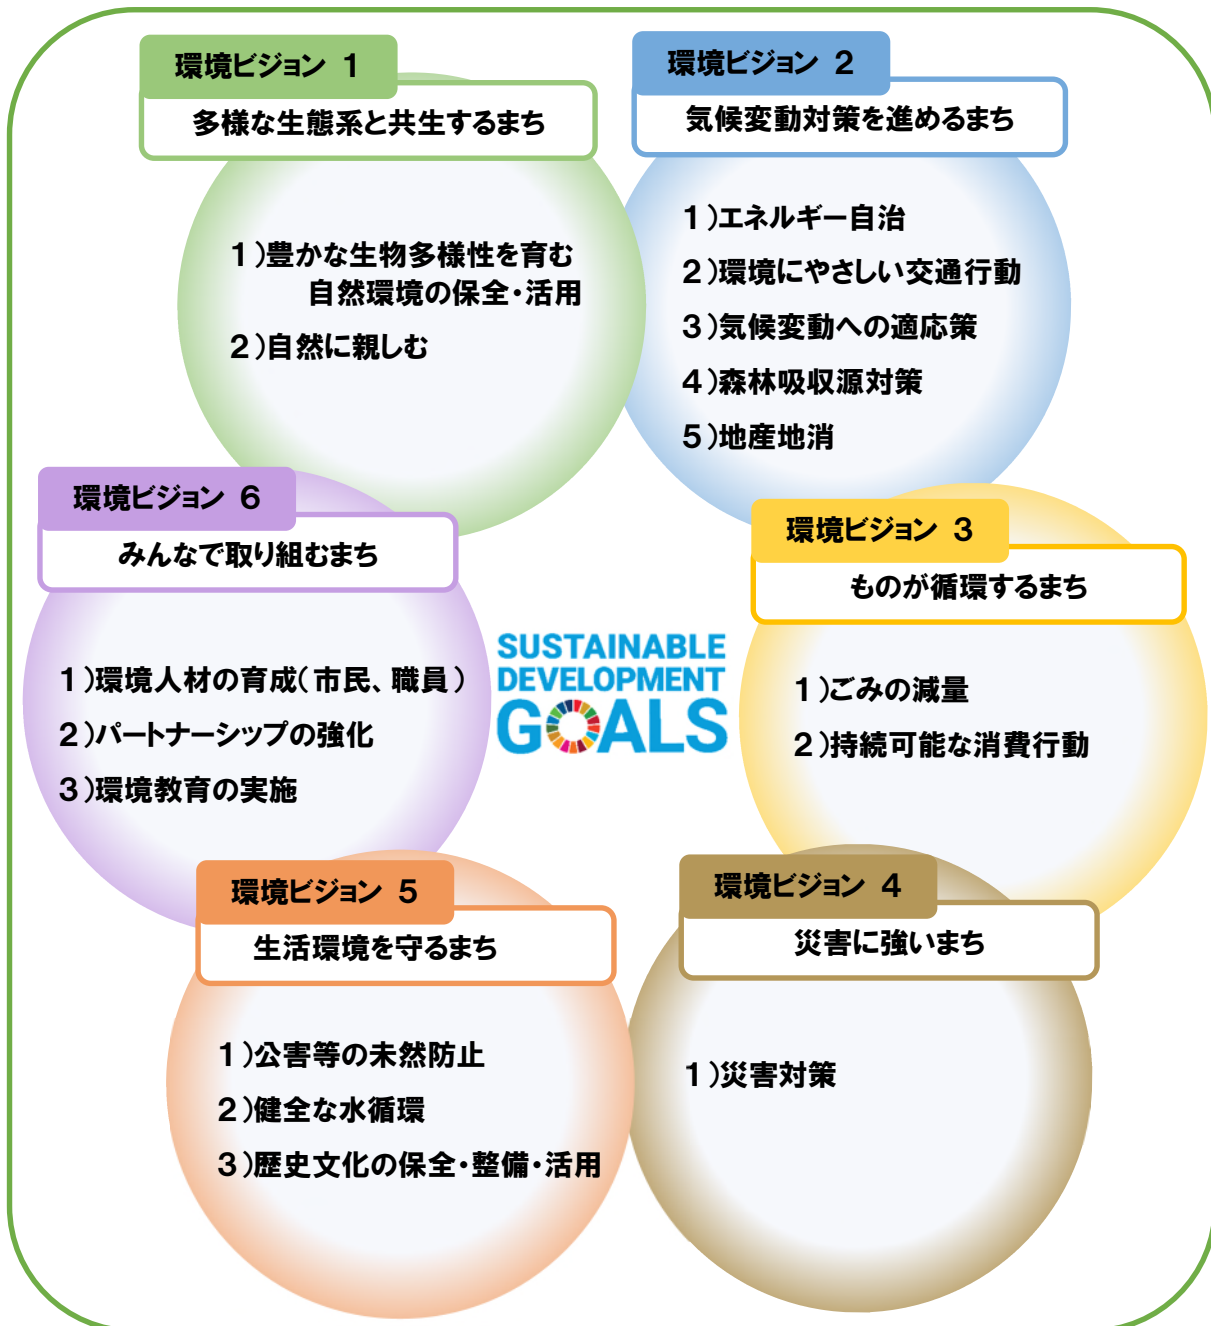 環境ビジョン 1
多様な生態系と共生するまち
1)豊かな生物多様性を育む
自然環境の保全・活用
2)自然に親しむ
環境ビジョン 2
気候変動対策を進めるまち
1)エネルギー自治
2)環境にやさしい交通行動
3)気候変動への適応策
4)森林吸収源対策
5)地産地消
環境ビジョン 3
ものが循環するまち
1)ごみの減量
2)持続可能な消費行動
環境ビジョン 4
災害に強いまち
1)災害対策
環境ビジョン 5
生活環境を守るまち
1)公害等の未然防止
2)健全な水循環
3)歴史文化の保全・整備・活用
環境ビジョン 6
みんなで取り組むまち
1)環境人材の育成(市民、職員)
2)パートナーシップの強化
3)環境教育の実施
SUSTAINABLE
DEVELOPMENT
GOALS